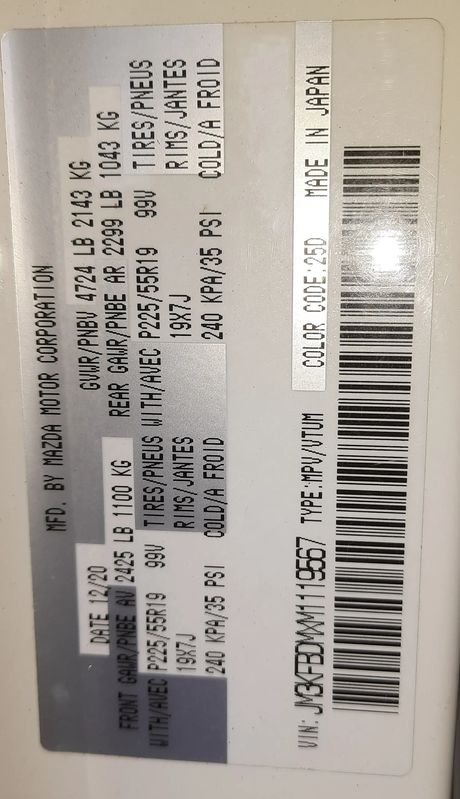 MFD. BY MAZDA MOTOR CORPORATION
DATE 12/20 GVWR/PNBV 4724 LB 2143 KG
FRONT GAWR/PNBE AV 2425 LB 1100 KG REAR GAWR/PNBE AR 2299 LB 1043 KG
WITH/AVEC P225/55R19 99V TIRES/PNEUS WITH/AVEC P225/55R19 99V TIRES/PNEUS
19X7J RIMS/JANTES 19X7J RIMS/JANTES
240 KPA/35 PSI COLD/A FROID 240 KPA/35 PSI COLD/A FROID
VIN: JM3KFBDMXM1119567 TYPE:MPV/VTUM COLOR CODE:25D MADE IN JAPAN